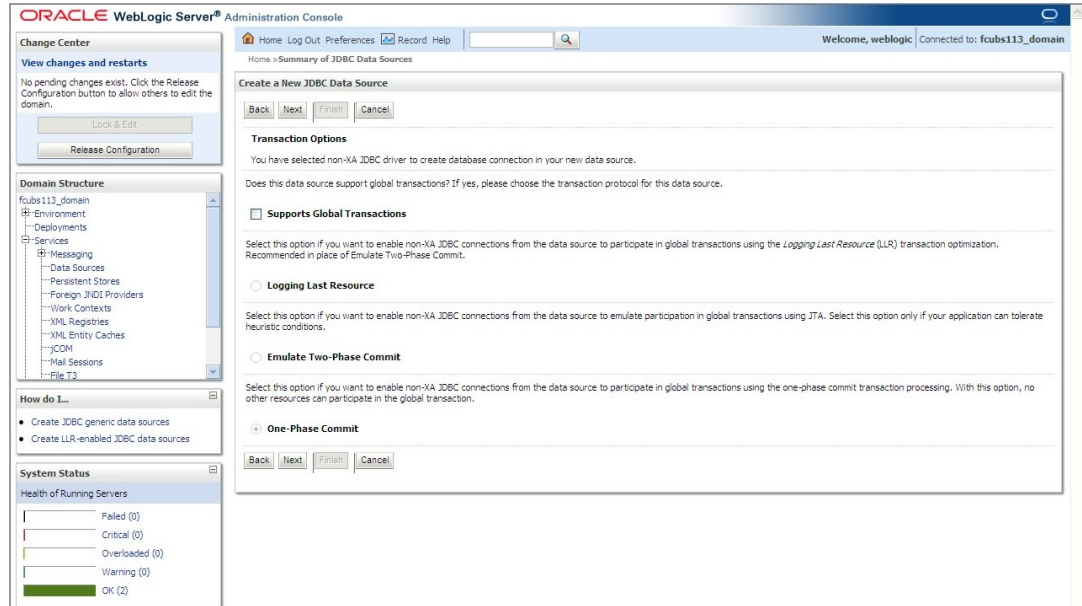 ORACLE WebLogic Server® Administration Console
Change Center
View changes and restarts
No pending changes exist. Click the Release
Configuration button to allow others to edit the
domain.
Lock & Edit
Release Configuration
Domain Structure
fcubs113_domain
Environment
Deployments
Services
Messaging
Data Sources
Persistent Stores
Foreign JNDI Providers
Work Contexts
XML Registries
XML Entity Caches
jCOM
Mail Sessions
File T3
How do I...
Create JDBC generic data sources
Create LLR-enabled JDBC data sources
System Status
Health of Running Servers
Failed (0)
Critical (0)
Overloaded (0)
Warning (0)
OK (2)
Home Log Out Preferences Record Help
Welcome, weblogic Connected to: fcubs113_domain
Home >Summary of JDBC Data Sources
Create a New JDBC Data Source
Back Next Finish Cancel
Transaction Options
You have selected non-XA JDBC driver to create database connection in your new data source.
Does this data source support global transactions? If yes, please choose the transaction protocol for this data source.
Supports Global Transactions
Select this option if you want to enable non-XA JDBC connections from the data source to participate in global transactions using the Logging Last Resource (LLR) transaction optimization.
Recommended in place of Emulate Two-Phase Commit.
Logging Last Resource
Select this option if you want to enable non-XA JDBC connections from the data source to emulate participation in global transactions using JTA. Select this option only if your application can tolerate
heuristic conditions.
Emulate Two-Phase Commit
Select this option if you want to enable non-XA JDBC connections from the data source to participate in global transactions using the one-phase commit transaction processing. With this option, no
other resources can participate in the global transaction.
One-Phase Commit
Back Next Finish Cancel